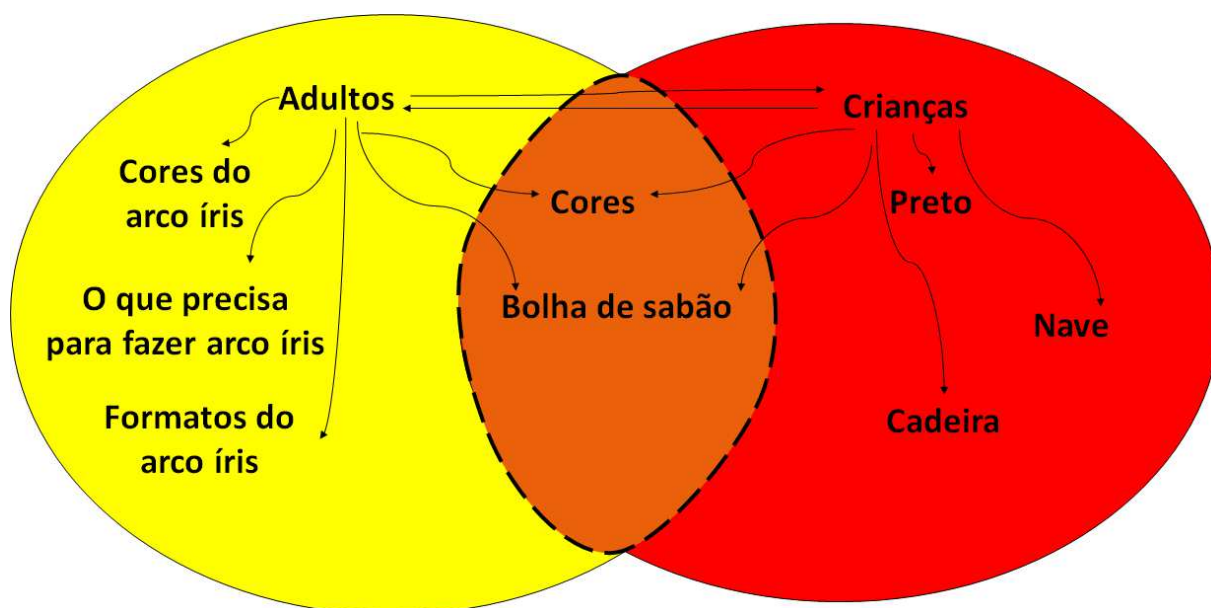 Adultos
Crianças
Cores do
arco íris
Cores
Preto
O que precisa
para fazer arco íris
Bolha de sabão
Nave
Formatos do
arco íris
Cadeira